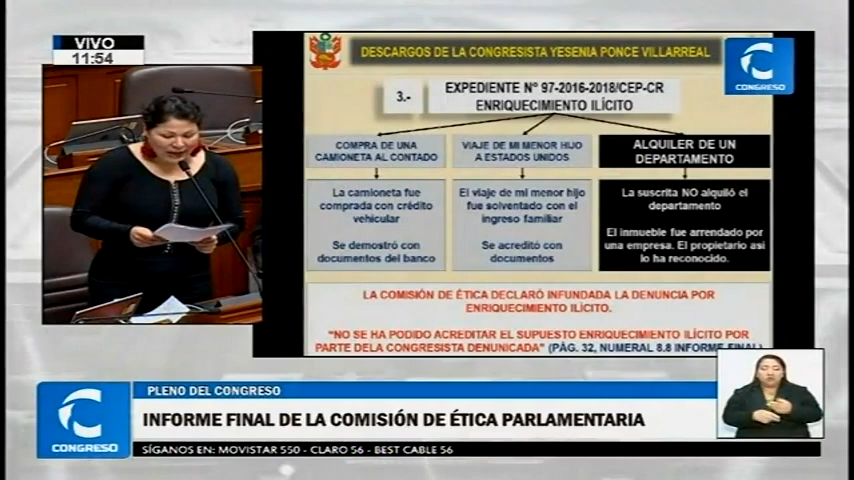 VIVO
11:54
DESCARGOS DE LA CONGRESISTA YESENIA PONCE VILLARREAL
CONGRESO
3.-
EXPEDIENTE Nº 97-2016-2018/CEP-CR
ENRIQUECIMIENTO ILÍCITO
COMPRA DE UNA
CAMIONETA AL CONTADO
VIAJE DE MI MENOR HIJO
A ESTADOS UNIDOS
ALQUILER DE UN
DEPARTAMENTO
La camioneta fue
comprada con crédito
vehicular
Se demostró con
documentos del banco
El viaje de mi menor hijo
fue solventado con el
ingreso familiar
Se acreditó con
documentos
La suscrita NO alquiló el
departamento
El inmueble fue arrendado por
una empresa. El propietario así
lo ha reconocido.
LA COMISIÓN DE ÉTICA DECLARÓ INFUNDADA LA DENUNCIA POR
ENRIQUECIMIENTO ILÍCITO.
"NO SE HA PODIDO ACREDITAR EL SUPUESTO ENRIQUECIMIENTO ILÍCITO POR
PARTE DELA CONGRESISTA DENUNICADA" (PÁG. 32, NUMERAL 8.8 INFORME FINAL)
PLENO DEL CONGRESO
INFORME FINAL DE LA COMISIÓN DE ÉTICA PARLAMENTARIA
CONGRESO
SÍGANOS EN: MOVISTAR 550 - CLARO 56 - BEST CABLE 56